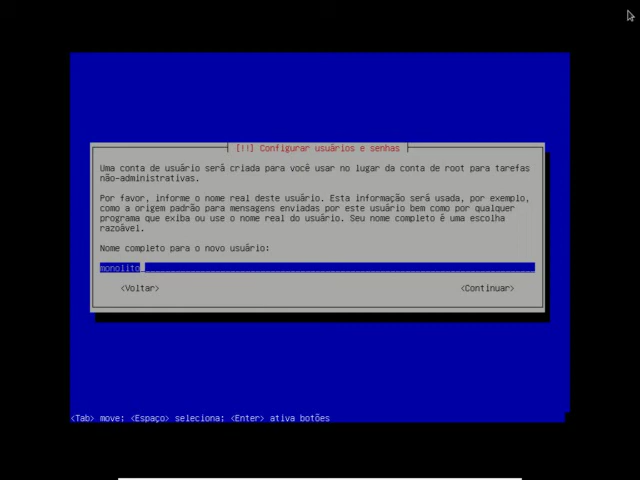 [!!] Configurar usuários e senhas
Uma conta de usuário será criada para você usar no lugar da conta de root para tarefas
não-administrativas.
Por favor, informe o nome real deste usuário. Esta informação será usada, por exemplo,
como a origem padrão para mensagens enviadas por este usuário bem como por qualquer
programa que exiba ou use o nome real do usuário. Seu nome completo é uma escolha
razoável.
Nome completo para o novo usuário:
monolito
<Voltar> <Continuar>
<Tab> move; <Espaço> seleciona; <Enter> ativa botões